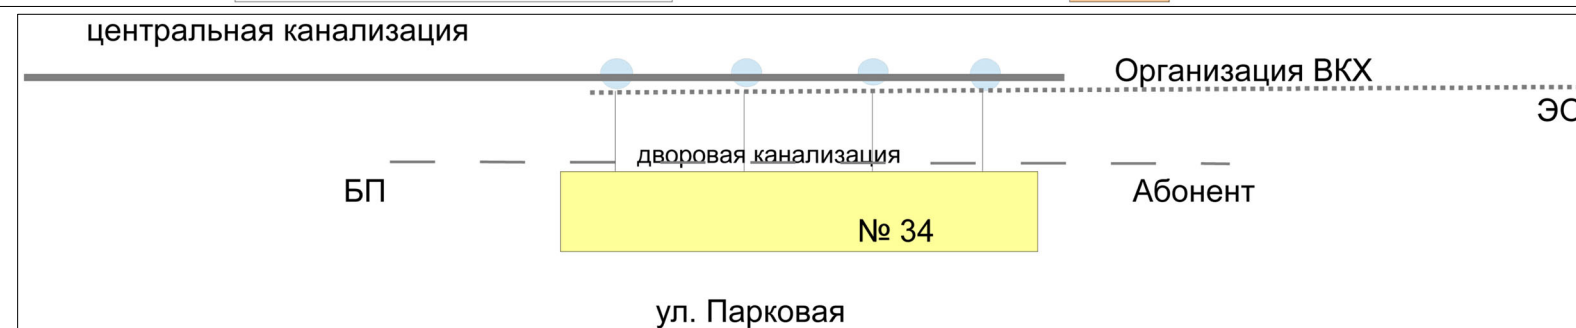 центральная канализация
Организация ВКХ
ЭС
дворовая канализация
БП
Абонент
№ 34
ул. Парковая